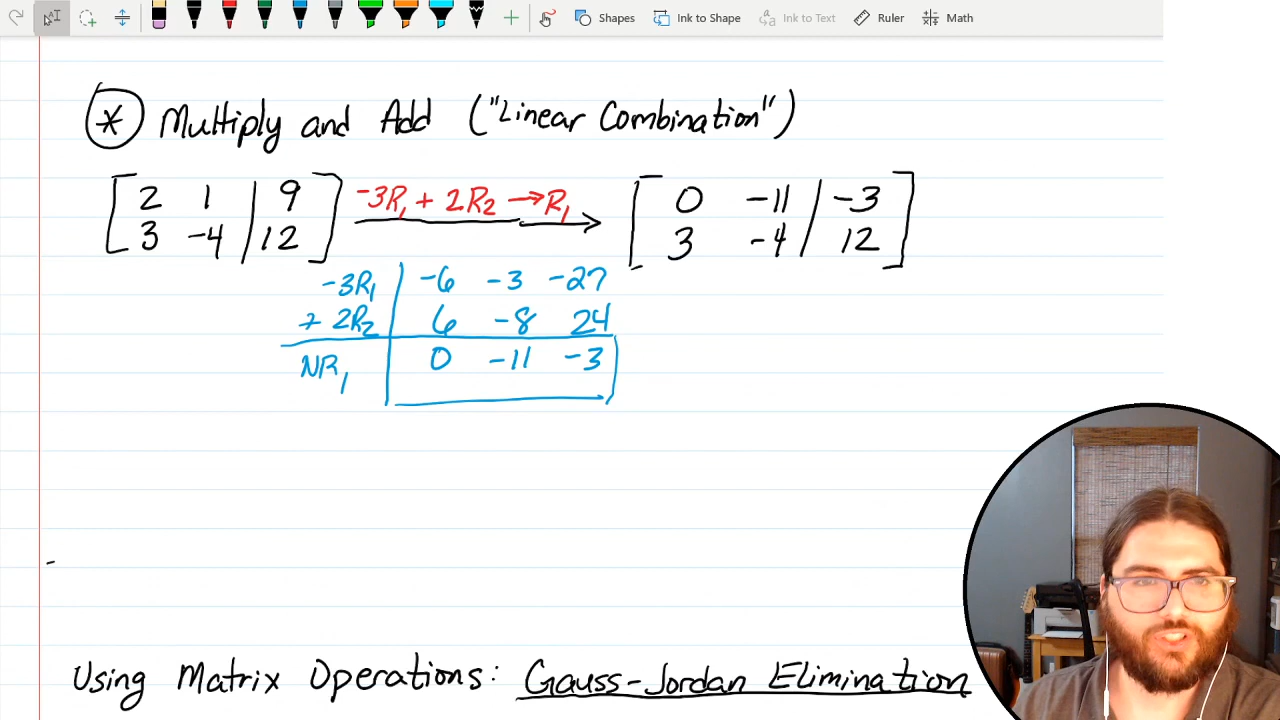 Shapes Ink to Shape Ink to Text Ruler Math
* Multiply and Add ("Linear Combination")
[2 1 | 9] -3R₁ + 2R₂ → R₁ [0 -11 | -3]
[3 -4 | 12] → [3 -4 | 12]
-3R₁ | -6 -3 -27
+ 2R₂ | 6 -8 24
NR₁ | 0 -11 -3
Using Matrix Operations: Gauss-Jordan Elimination